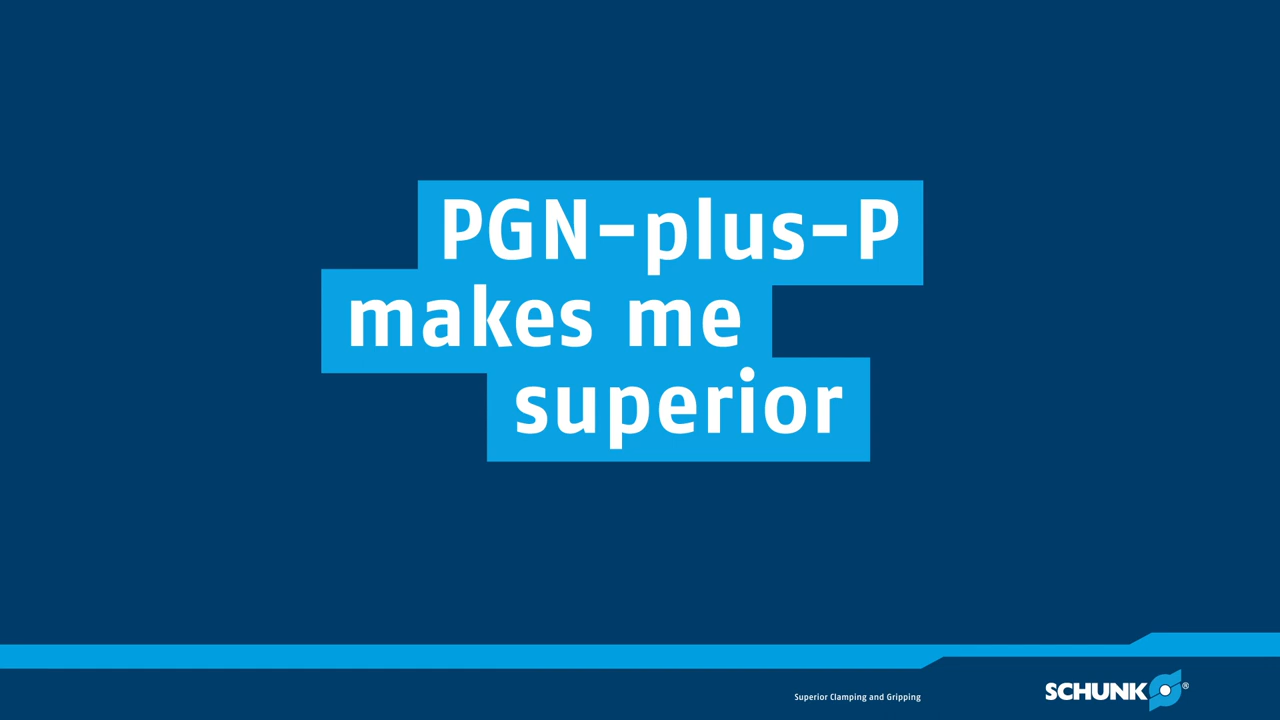 PGN-plus-P
makes me
superior
Superior Clamping and Gripping
SCHUNK®